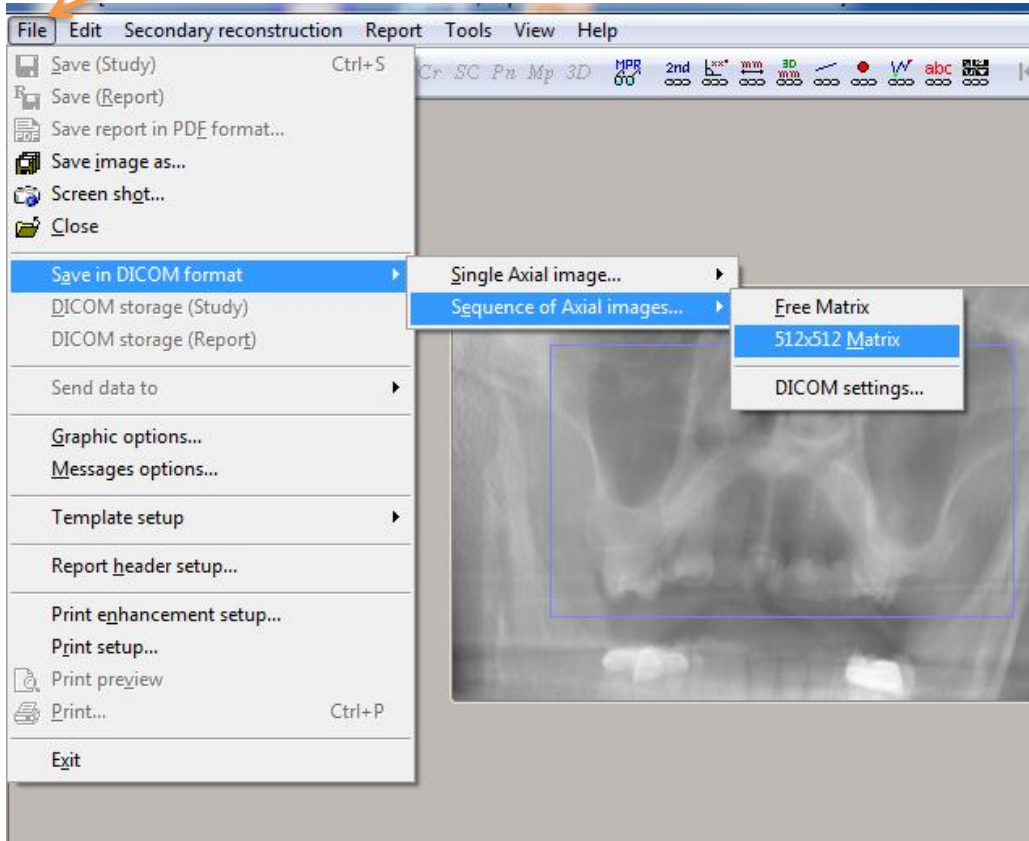 File Edit Secondary reconstruction Report Tools View Help
Save (Study) Ctrl+S
Cr SC Pn Mp 3D MPR 2nd xx° mm 3D mm abc
Save (Report)
Save report in PDF format...
Save image as...
Screen shot...
Close
Save in DICOM format
Single Axial image...
DICOM storage (Study)
Sequence of Axial images...
Free Matrix
DICOM storage (Report)
512x512 Matrix
Send data to
DICOM settings...
Graphic options...
Messages options...
Template setup
Report header setup...
Print enhancement setup...
Print setup...
Print preview
Print... Ctrl+P
Exit